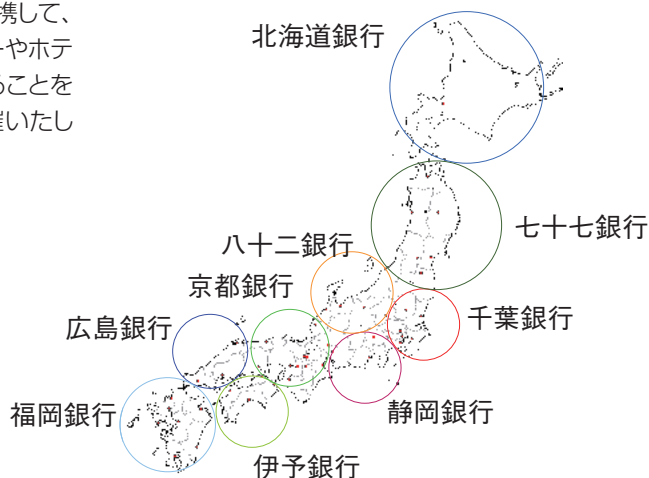 携して、
ーやホテ
ることを
催いたし
北海道銀行
七十七銀行
八十二銀行
京都銀行
千葉銀行
広島銀行
静岡銀行
福岡銀行
伊予銀行